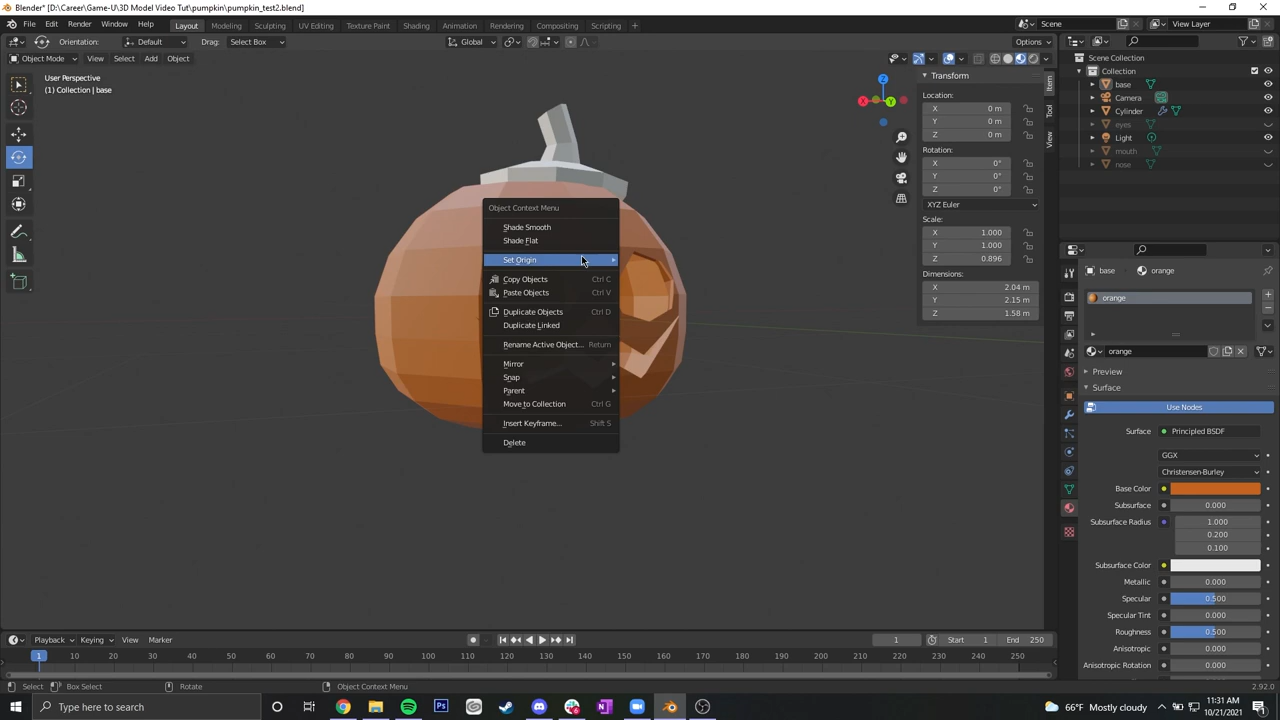 Blender* [D:\Career\Game-U\3D Model Video Tut\pumpkin\pumpkin_test2.blend]
File Edit Render Window Help Layout Modeling Sculpting UV Editing Texture Paint Shading Animation Rendering Compositing Scripting + Scene View Layer
Orientation: Default Drag: Select Box Global Options
Object Mode View Select Add Object
User Perspective
(1) Collection | base
Z
X
Y
Transform
Location:
X 0 m
Y 0 m
Z 0 m
Rotation:
X 0°
Y 0°
Z 0°
XYZ Euler
Scale:
X 1.000
Y 1.000
Z 0.896
Dimensions:
X 2.04 m
Y 2.15 m
Z 1.58 m
Item
Tool
View
Object Context Menu
Shade Smooth
Shade Flat
Set Origin
Copy Objects Ctrl C
Paste Objects Ctrl V
Duplicate Objects Ctrl D
Duplicate Linked
Rename Active Object... Return
Mirror
Snap
Parent
Move to Collection Ctrl G
Insert Keyframe... Shift S
Delete
Scene Collection
Collection
base
Camera
Cylinder
eyes
Light
mouth
nose
base orange
orange
orange
Preview
Surface
Use Nodes
Surface Principled BSDF
GGX
Christensen-Burley
Base Color
Subsurface 0.000
Subsurface Radius 1.000
0.200
0.100
Subsurface Color
Metallic 0.000
Specular 0.500
Specular Tint 0.000
Roughness 0.500
Anisotropic 0.000
Anisotropic Rotation 0.000
Playback Keying View Marker 1 Start 1 End 250
1 10 20 30 40 50 60 70 80 90 100 110 120 130 140 150 160 170 180 190 200 210 220 230 240 250
Select Box Select Rotate Object Context Menu 2.92.0
Type here to search
66°F Mostly cloudy
11:31 AM
10/21/2021